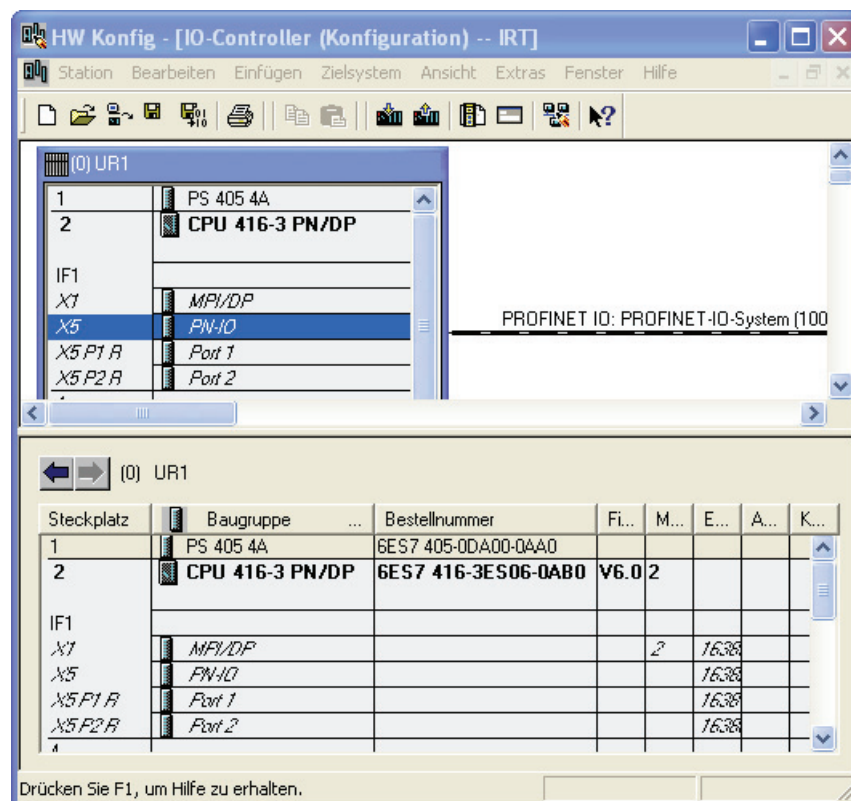 HW Konfig - [IO-Controller (Konfiguration) -- IRT]
Station Bearbeiten Einfügen Zielsystem Ansicht Extras Fenster Hilfe
(0) UR1
1 PS 405 4A
2 CPU 416-3 PN/DP
IF1
X1 MPI/DP
X5 PN-IO
X5 P1 R Port 1
X5 P2 R Port 2
PROFINET IO: PROFINET-IO-System (100
(0) UR1
Steckplatz Baugruppe ... Bestellnummer Fi... M... E... A... K...
1 PS 405 4A 6ES7 405-0DA00-0AA0
2 CPU 416-3 PN/DP 6ES7 416-3ES06-0AB0 V6.0 2
IF1
X1 MPI/DP 2 1638
X5 PN-IO 1638
X5 P1 R Port 1 1638
X5 P2 R Port 2 1638
Drücken Sie F1, um Hilfe zu erhalten.